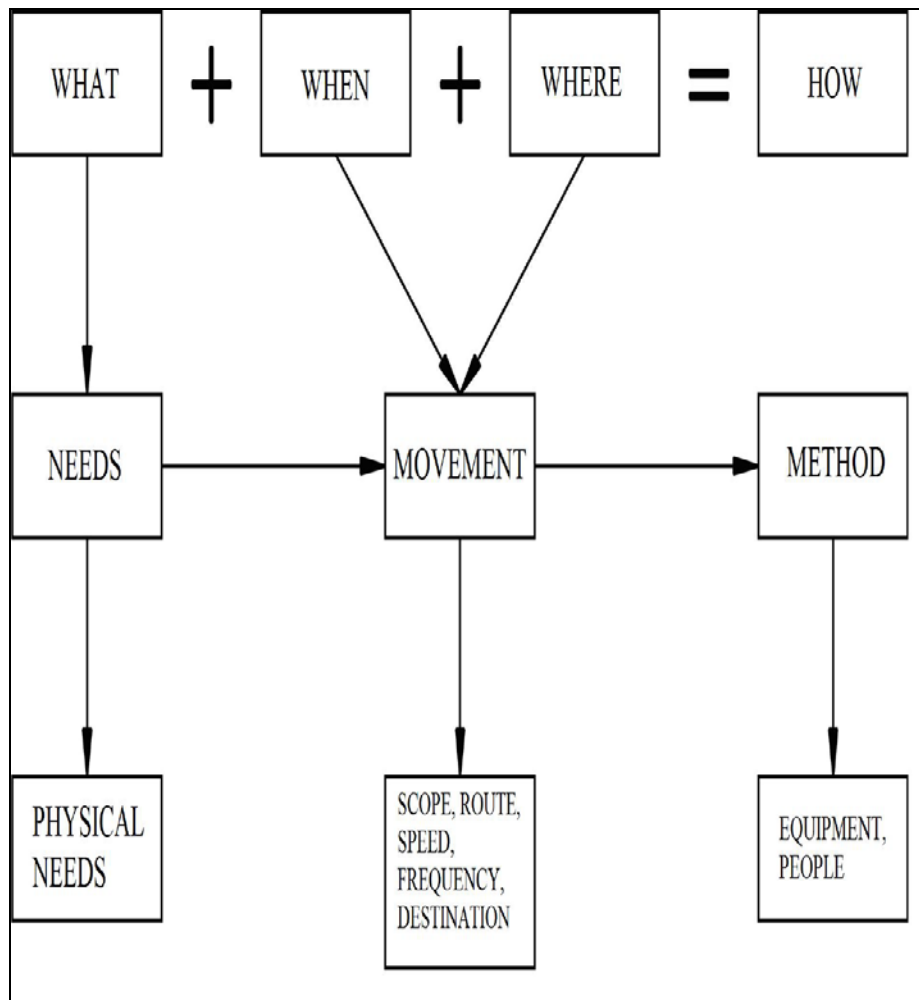 WHAT + WHEN + WHERE = HOW
NEEDS MOVEMENT METHOD
PHYSICAL
NEEDS
SCOPE, ROUTE,
SPEED,
FREQUENCY,
DESTINATION
EQUIPMENT,
PEOPLE